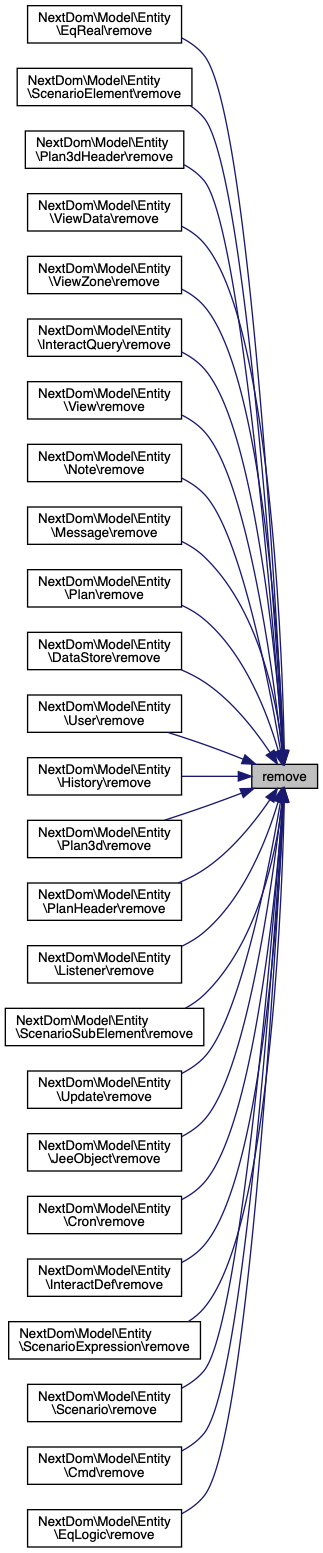 NextDom\Model\Entity
\EqReal\remove
NextDom\Model\Entity
\ScenarioElement\remove
NextDom\Model\Entity
\Plan3dHeader\remove
NextDom\Model\Entity
\ViewData\remove
NextDom\Model\Entity
\ViewZone\remove
NextDom\Model\Entity
\InteractQuery\remove
NextDom\Model\Entity
\View\remove
NextDom\Model\Entity
\Note\remove
NextDom\Model\Entity
\Message\remove
NextDom\Model\Entity
\Plan\remove
NextDom\Model\Entity
\DataStore\remove
NextDom\Model\Entity
\User\remove
NextDom\Model\Entity
\History\remove
remove
NextDom\Model\Entity
\Plan3d\remove
NextDom\Model\Entity
\PlanHeader\remove
NextDom\Model\Entity
\Listener\remove
NextDom\Model\Entity
\ScenarioSubElement\remove
NextDom\Model\Entity
\Update\remove
NextDom\Model\Entity
\JeeObject\remove
NextDom\Model\Entity
\Cron\remove
NextDom\Model\Entity
\InteractDef\remove
NextDom\Model\Entity
\ScenarioExpression\remove
NextDom\Model\Entity
\Scenario\remove
NextDom\Model\Entity
\Cmd\remove
NextDom\Model\Entity
\EqLogic\remove